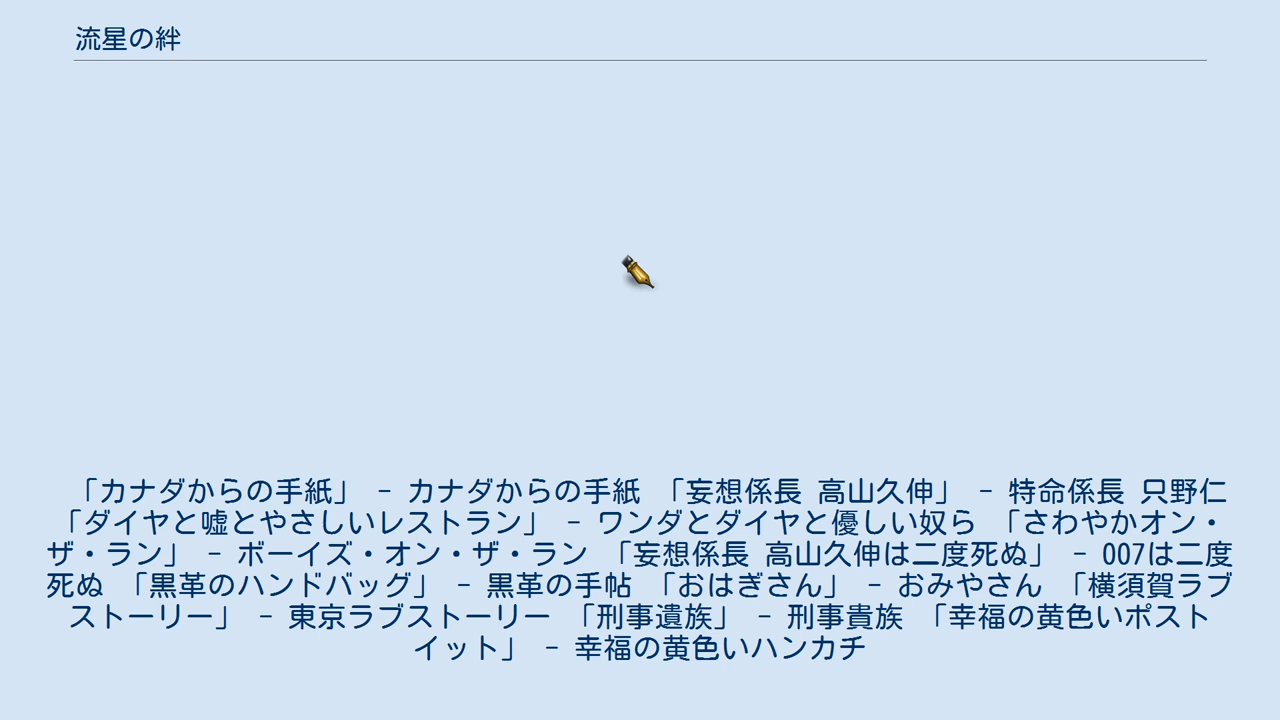 流星の絆
「カナダからの手紙」 − カナダからの手紙 「妄想係長 高山久伸」 − 特命係長 只野仁
「ダイヤと嘘とやさしいレストラン」 − ワンダとダイヤと優しい奴ら 「さわやかオン・
ザ・ラン」 − ボーイズ・オン・ザ・ラン 「妄想係長 高山久伸は二度死ぬ」 − 007は二度
死ぬ 「黒革のハンドバッグ」 − 黒革の手帖 「おはぎさん」 − おみやさん 「横須賀ラブ
ストーリー」 − 東京ラブストーリー 「刑事遺族」 − 刑事貴族 「幸福の黄色いポスト
イット」 − 幸福の黄色いハンカチ